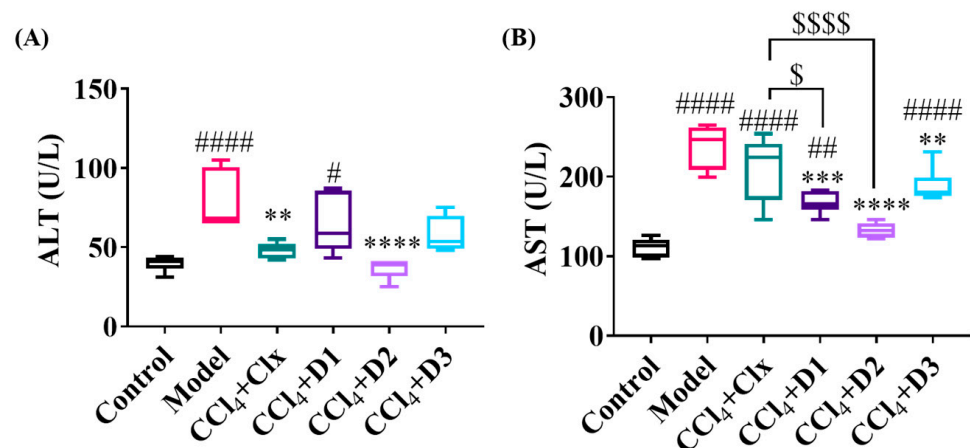 (A)
ALT (U/L)
150
100
50
0
####
**
#
****
Control
Model
CCl₄+Clx
CCl₄+D1
CCl₄+D2
CCl₄+D3
(B)
AST (U/L)
300
200
100
0
$$$$
$
####
####
##
***
****
####
**
Control
Model
CCl₄+Clx
CCl₄+D1
CCl₄+D2
CCl₄+D3